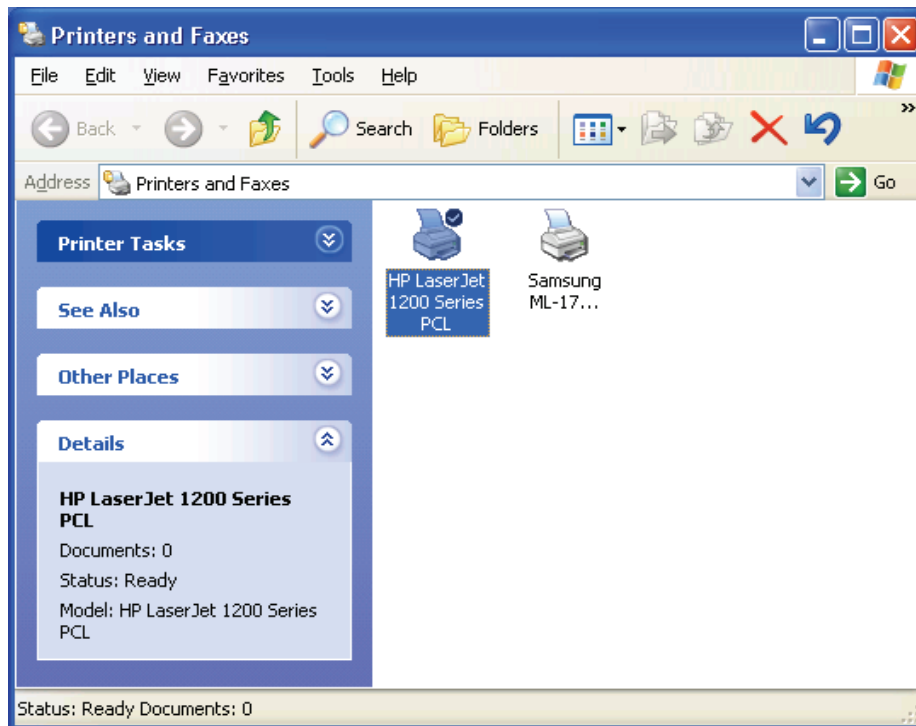 Printers and Faxes
File Edit View Favorites Tools Help
Back Search Folders »
Address Printers and Faxes Go
Printer Tasks
See Also
Other Places
Details
HP LaserJet 1200 Series
PCL
Documents: 0
Status: Ready
Model: HP LaserJet 1200 Series
PCL
HP LaserJet
1200 Series
PCL
Samsung
ML-17...
Status: Ready Documents: 0